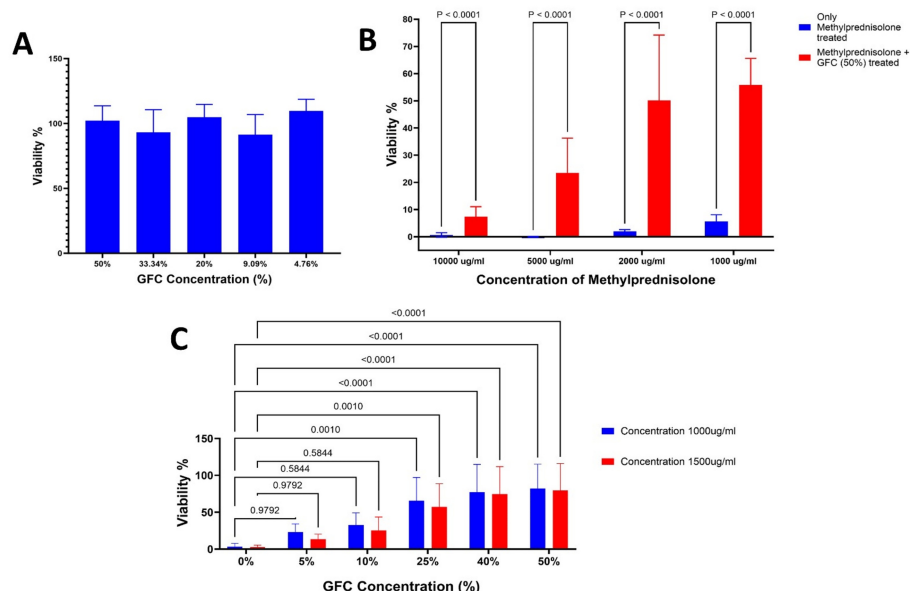 A
150
100
50
0
Viability %
50%
33.34%
20%
9.09%
4.76%
GFC Concentration (%)
B
P < 0.0001
P < 0.0001
P < 0.0001
P < 0.0001
80
70
60
50
40
30
20
10
0
Viability %
10000 ug/ml
5000 ug/ml
2000 ug/ml
1000 ug/ml
Concentration of Methylprednisolone
Only
Methylprednisolone
treated
Methylprednisolone +
GFC (50%) treated
C
<0.0001
<0.0001
<0.0001
<0.0001
0.0010
0.0010
0.5844
0.5844
0.9792
0.9792
150
100
50
0
Viability %
0%
5%
10%
25%
40%
50%
GFC Concentration (%)
Concentration 1000ug/ml
Concentration 1500ug/ml